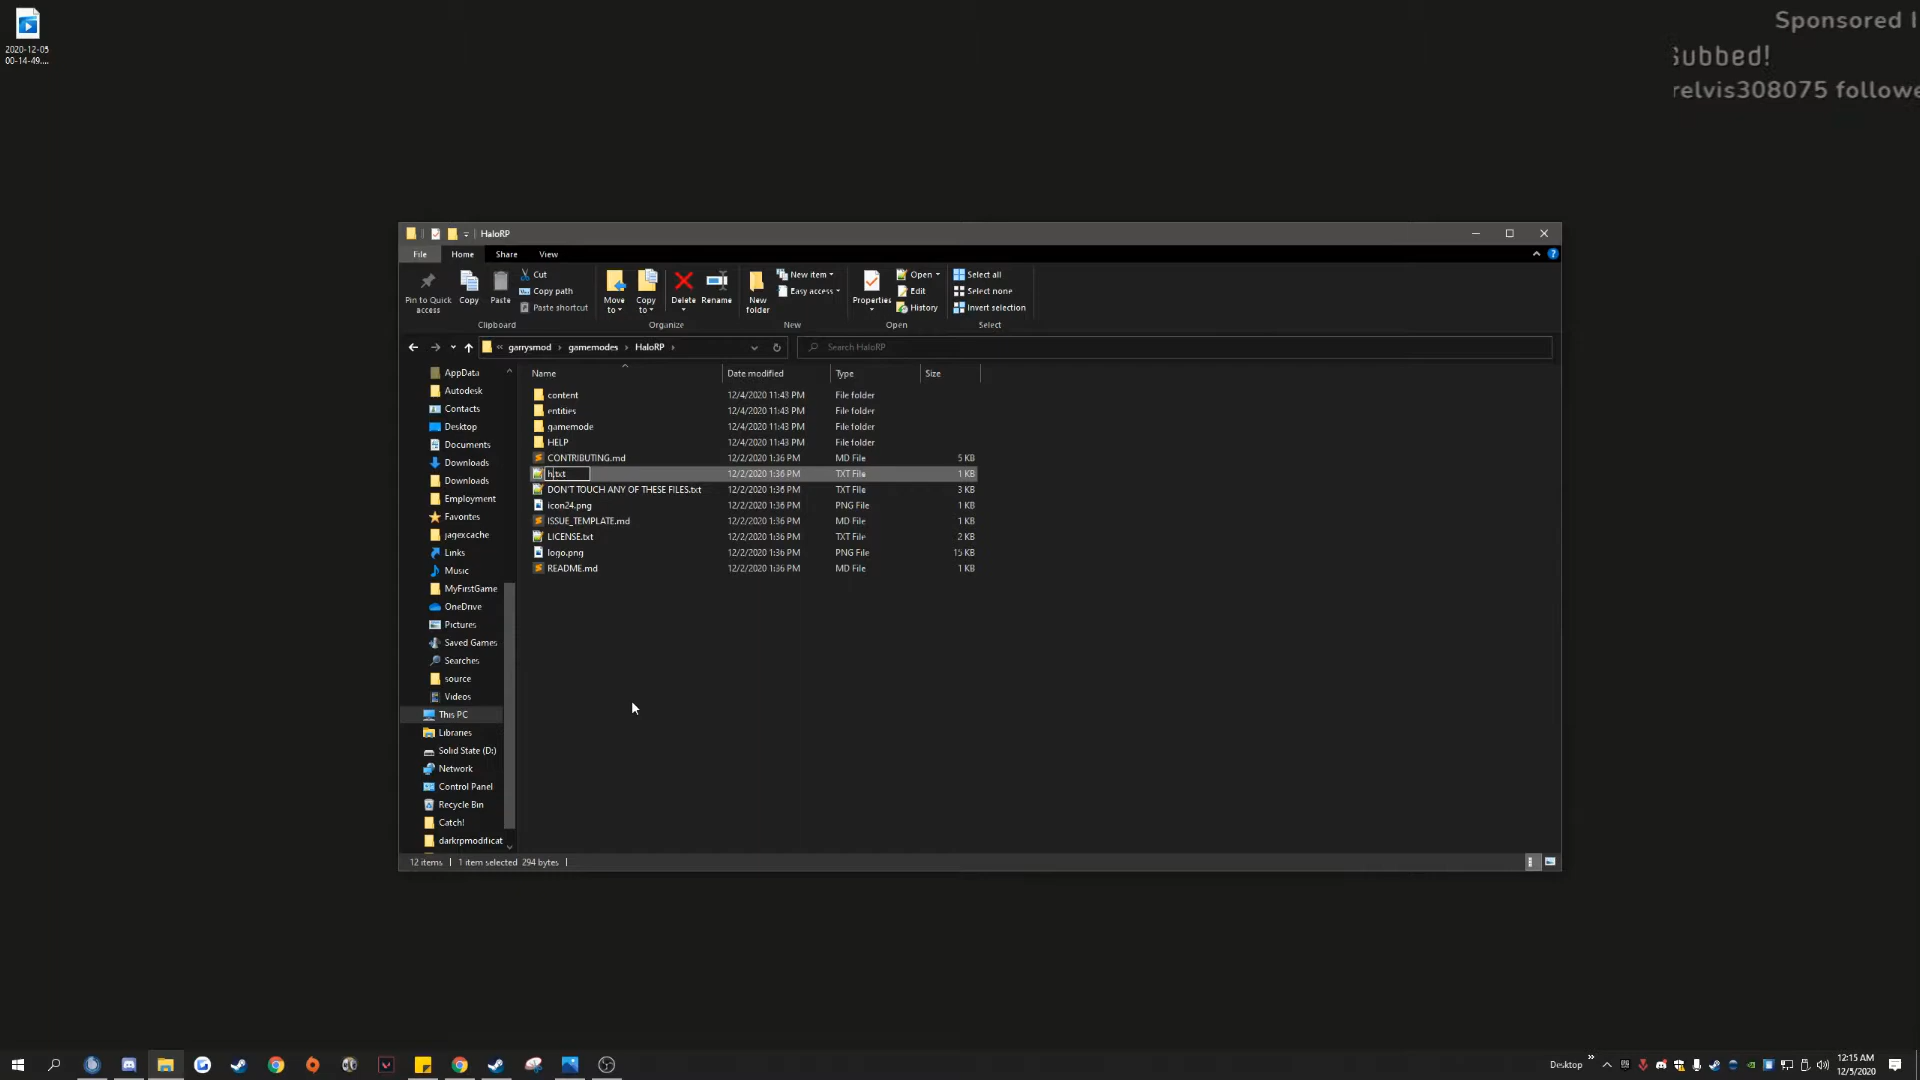 2020-12-05
00-14-49....
Sponsored
Subbed!
relvis308075 followe
HaloRP
File Home Share View
Pin to Quick access
Copy
Paste
Cut
Copy path
Paste shortcut
Move to
Copy to
Delete
Rename
New folder
New item
Easy access
Properties
Open
Edit
History
Select all
Select none
Invert selection
Clipboard Organize New Open Select
« garrysmod › gamemodes › HaloRP ›
Search HaloRP
AppData
Autodesk
Contacts
Desktop
Documents
Downloads
Downloads
Employment
Favorites
jagexcache
Links
Music
MyFirstGame
OneDrive
Pictures
Saved Games
Searches
source
Videos
This PC
Libraries
Solid State (D:)
Network
Control Panel
Recycle Bin
Catch!
darkrpmodificat
Name Date modified Type Size
content 12/4/2020 11:43 PM File folder
entities 12/4/2020 11:43 PM File folder
gamemode 12/4/2020 11:43 PM File folder
HELP 12/4/2020 11:43 PM File folder
CONTRIBUTING.md 12/2/2020 1:36 PM MD File 5 KB
h.txt 12/2/2020 1:36 PM TXT File 1 KB
DON'T TOUCH ANY OF THESE FILES.txt 12/2/2020 1:36 PM TXT File 3 KB
icon24.png 12/2/2020 1:36 PM PNG File 1 KB
ISSUE_TEMPLATE.md 12/2/2020 1:36 PM MD File 1 KB
LICENSE.txt 12/2/2020 1:36 PM TXT File 2 KB
logo.png 12/2/2020 1:36 PM PNG File 15 KB
README.md 12/2/2020 1:36 PM MD File 1 KB
12 items 1 item selected 294 bytes
Desktop
12:15 AM
12/5/2020